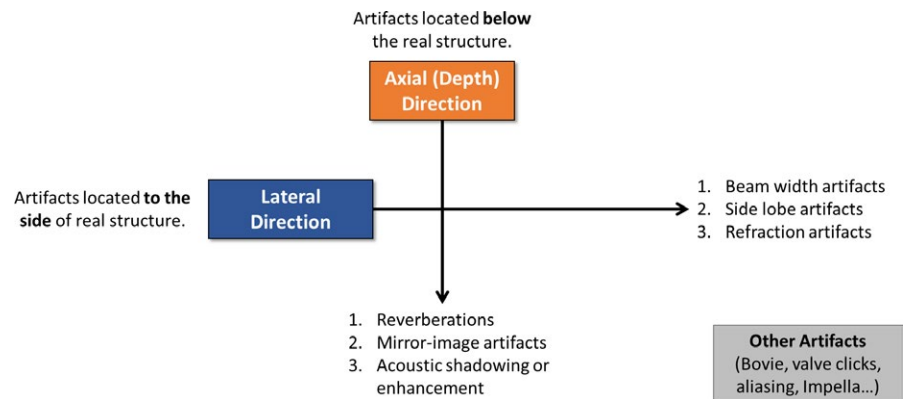 Artifacts located below
the real structure.
Axial (Depth)
Direction
Artifacts located to the
side of real structure.
Lateral
Direction
1. Beam width artifacts
2. Side lobe artifacts
3. Refraction artifacts
1. Reverberations
2. Mirror-image artifacts
3. Acoustic shadowing or
enhancement
Other Artifacts
(Bovie, valve clicks,
aliasing, Impella...)